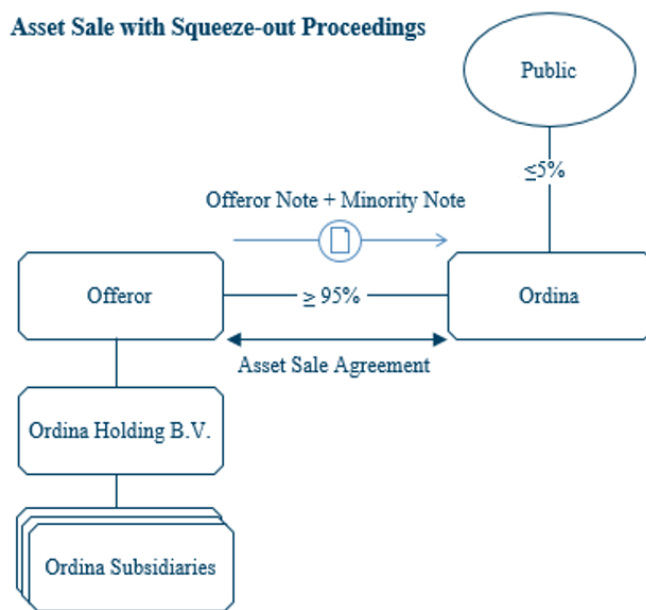 Asset Sale with Squeeze-out Proceedings
Public
≤5%
Offeror Note + Minority Note
Offeror
≥ 95%
Ordina
Asset Sale Agreement
Ordina Holding B.V.
Ordina Subsidiaries